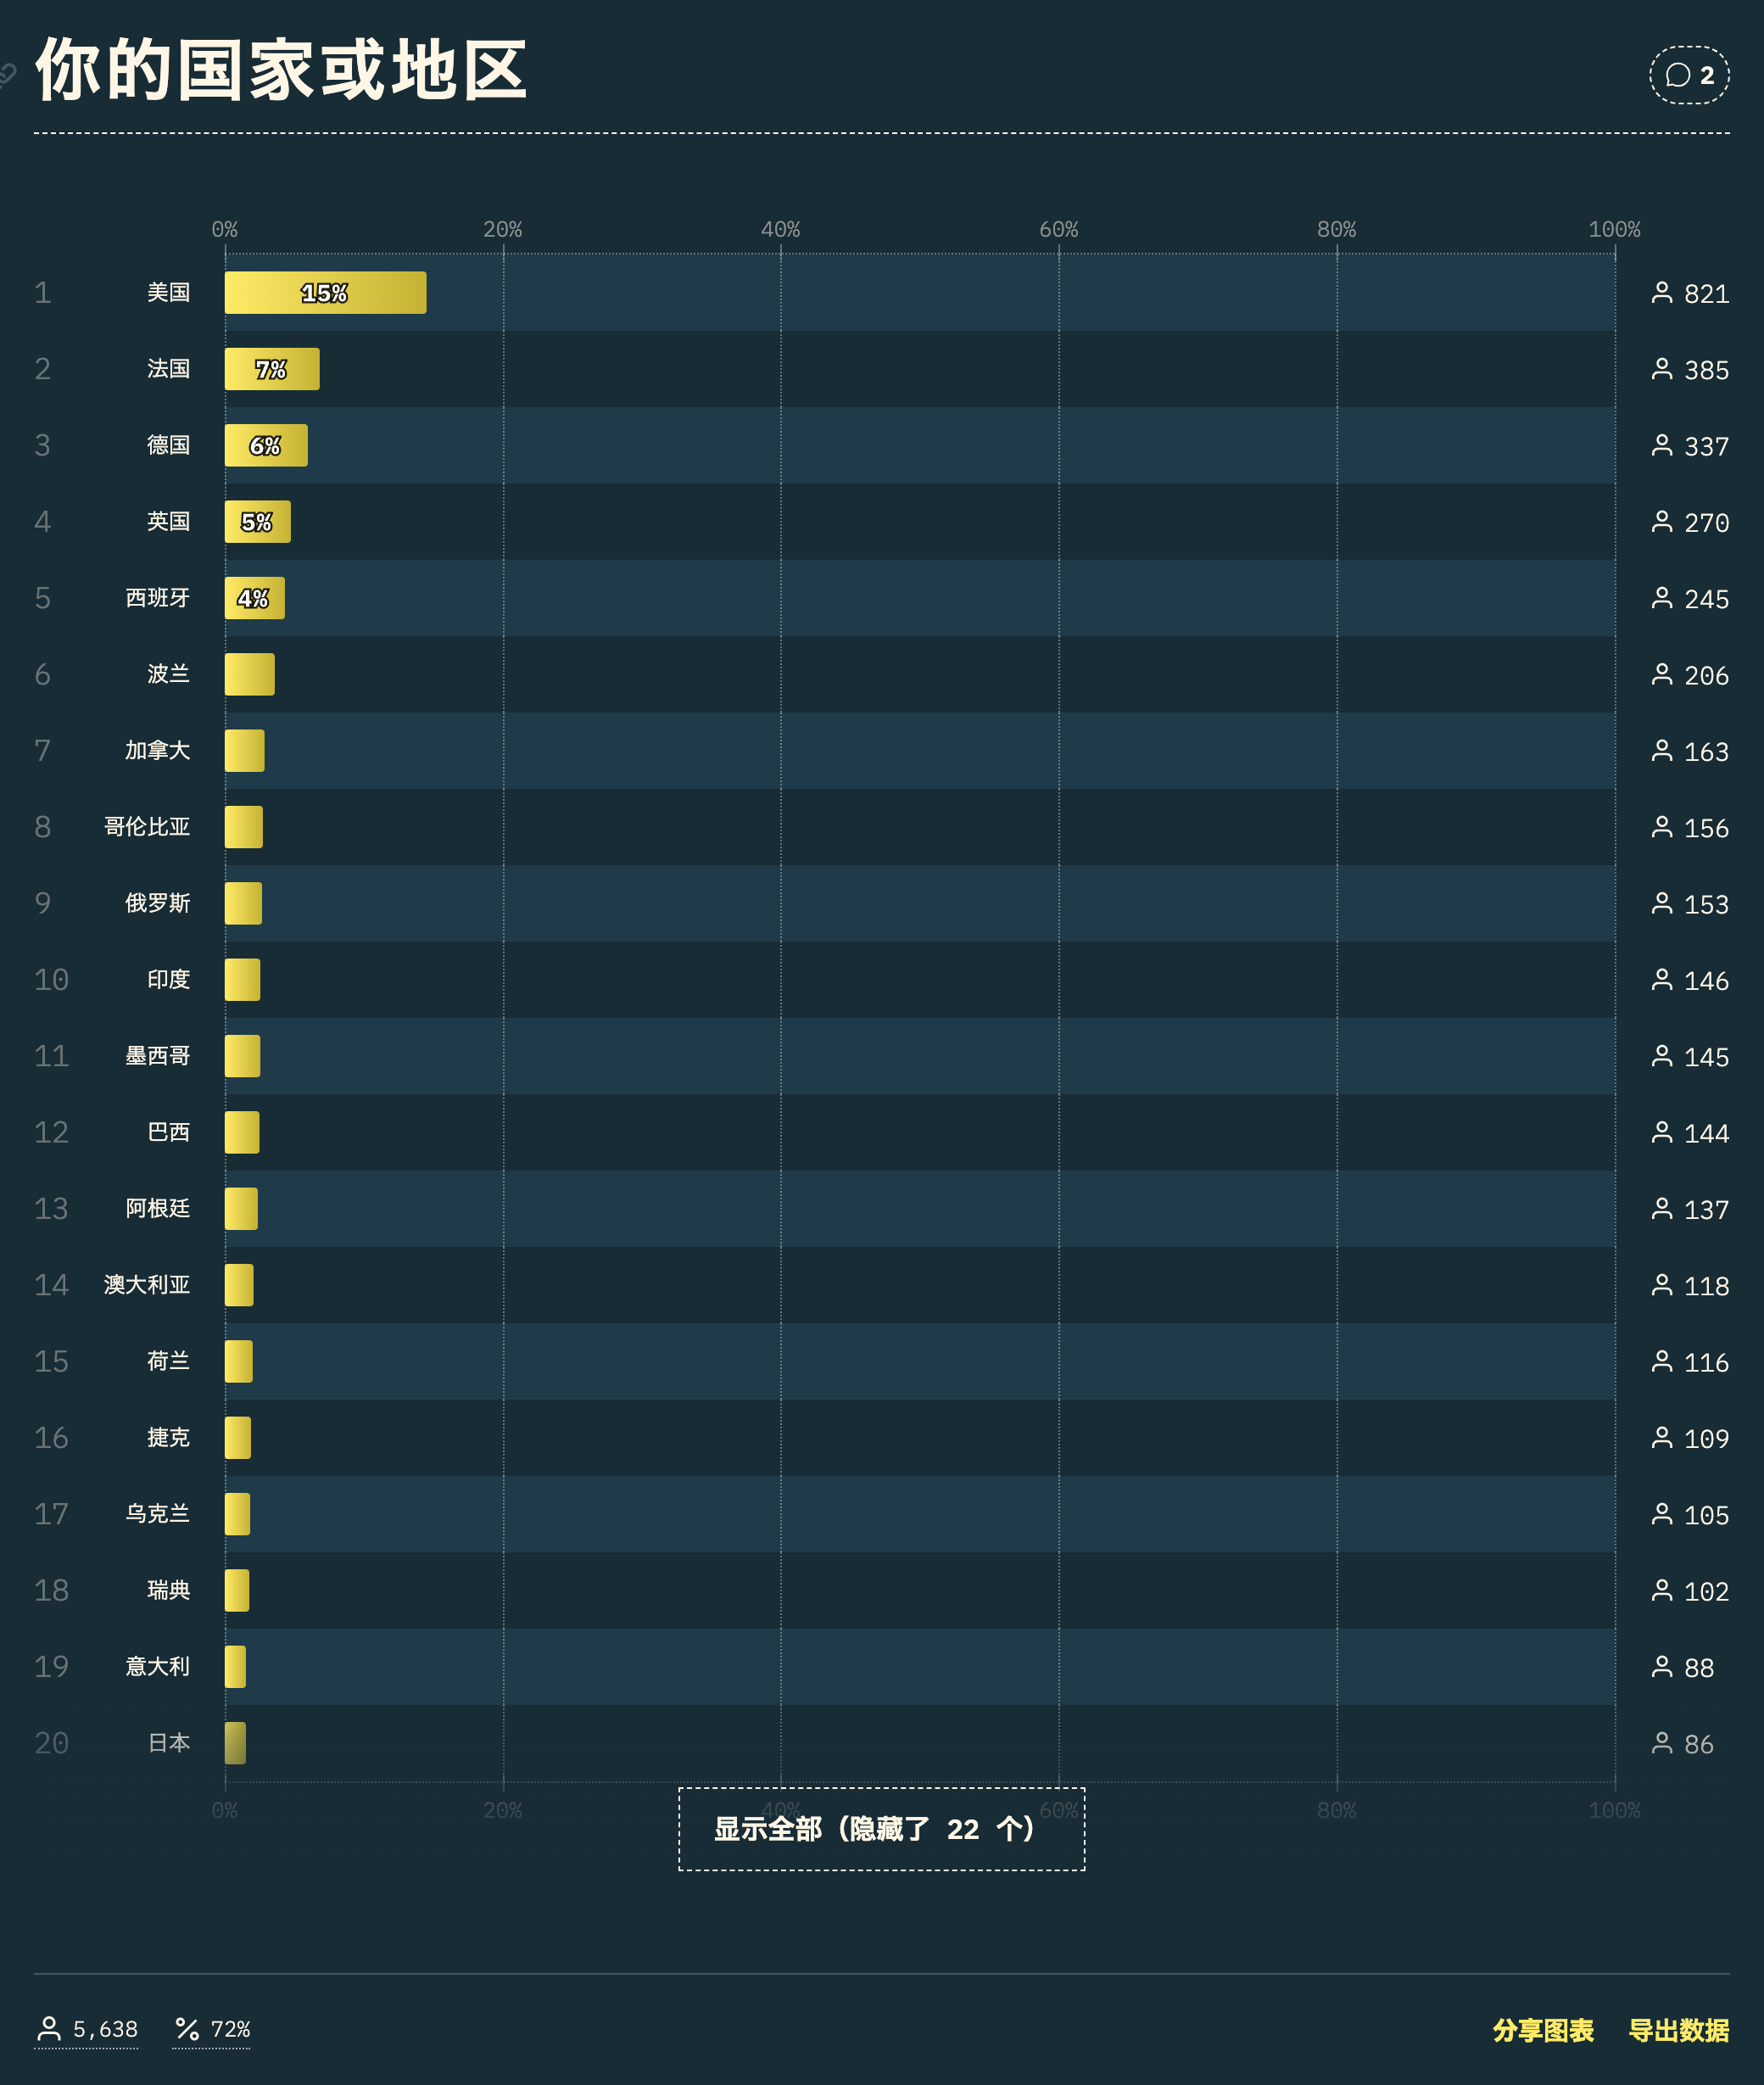 你的国家或地区
2
0% 20% 40% 60% 80% 100%
1 美国 15% 821
2 法国 7% 385
3 德国 6% 337
4 英国 5% 270
5 西班牙 4% 245
6 波兰 206
7 加拿大 163
8 哥伦比亚 156
9 俄罗斯 153
10 印度 146
11 墨西哥 145
12 巴西 144
13 阿根廷 137
14 澳大利亚 118
15 荷兰 116
16 捷克 109
17 乌克兰 105
18 瑞典 102
19 意大利 88
20 日本 86
0% 20% 40% 60% 80% 100%
显示全部（隐藏了 22 个）
5,638 72% 分享图表 导出数据